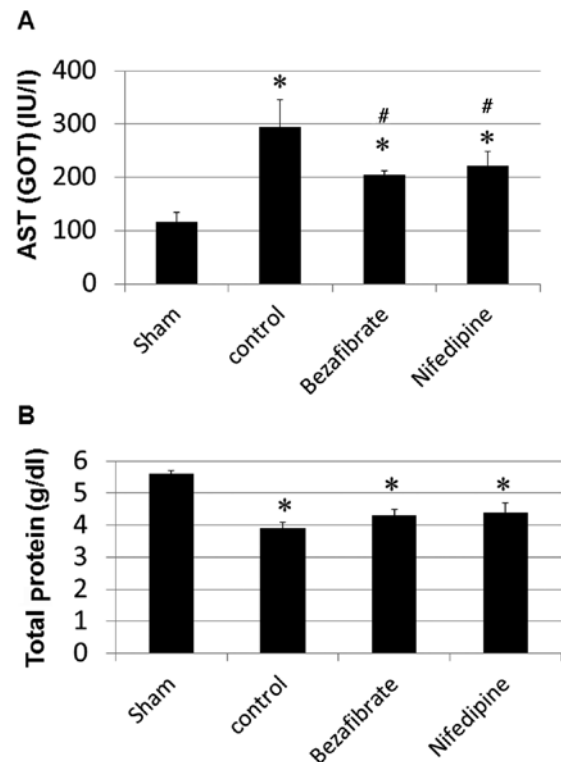 A
AST (GOT) (IU/I)
400
300
200
100
0
*
#
*
#
*
Sham
control
Bezafibrate
Nifedipine
B
Total protein (g/dl)
6
5
4
3
2
1
0
*
*
*
Sham
control
Bezafibrate
Nifedipine